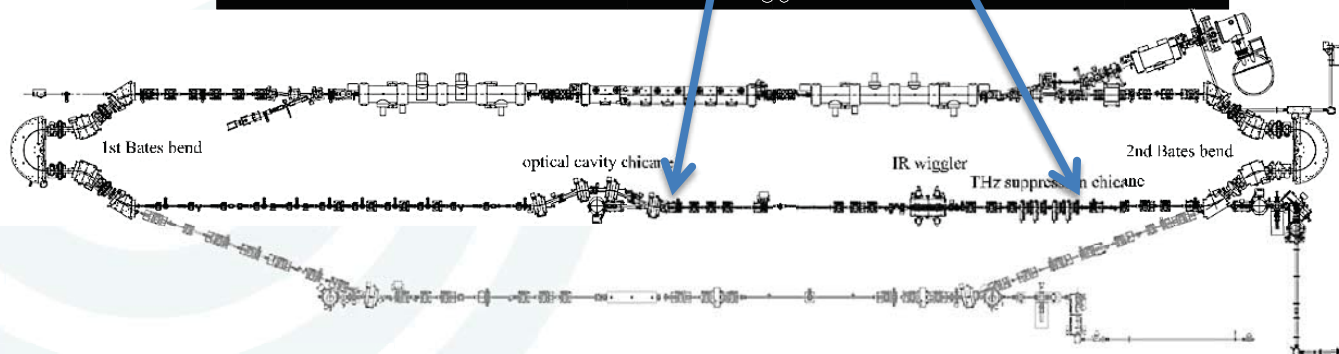 1st Bates bend
optical cavity chicane
IR wiggler
2nd Bates bend
THz suppression chicane